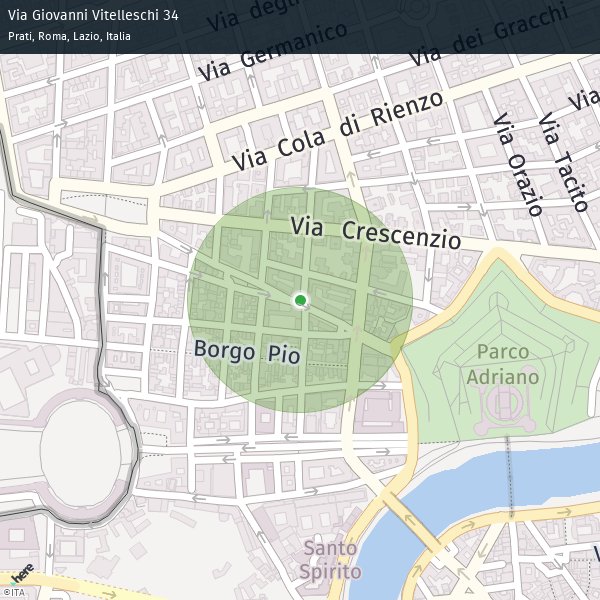 Via Giovanni Vitelleschi 34
Prati, Roma, Lazio, Italia
Via degli
Via dei Gracchi
Via Germanico
Via Cola di Rienzo
Via
Via Orazio
Via Tacito
Via Crescenzio
Borgo Pio
Parco
Adriano
Santo
Spirito
here
©ITA